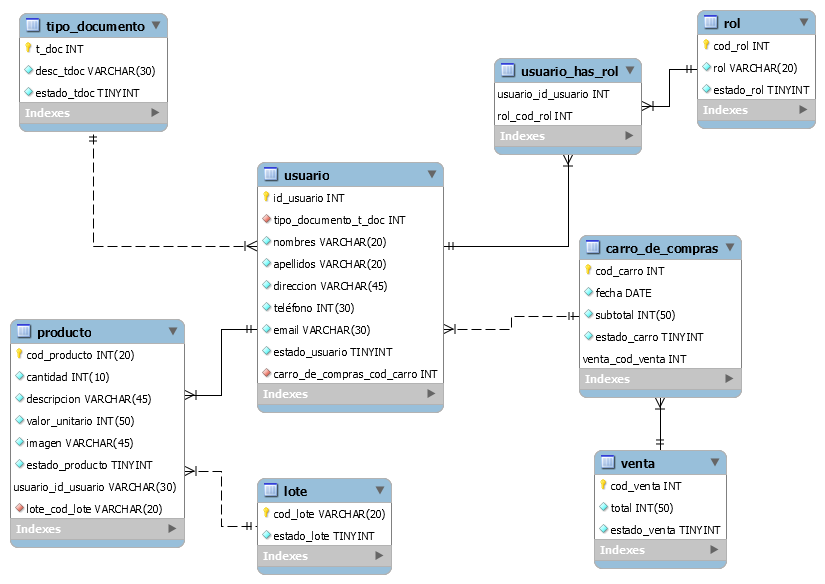 tipo_documento
t_doc INT
desc_tdoc VARCHAR(30)
estado_tdoc TINYINT
Indexes
usuario_has_rol
usuario_id_usuario INT
rol_cod_rol INT
Indexes
rol
cod_rol INT
rol VARCHAR(20)
estado_rol TINYINT
Indexes
usuario
id_usuario INT
tipo_documento_t_doc INT
nombres VARCHAR(20)
apellidos VARCHAR(20)
direccion VARCHAR(45)
teléfono INT(30)
email VARCHAR(30)
estado_usuario TINYINT
carro_de_compras_cod_carro INT
Indexes
carro_de_compras
cod_carro INT
fecha DATE
subtotal INT(50)
estado_carro TINYINT
venta_cod_venta INT
Indexes
producto
cod_producto INT(20)
cantidad INT(10)
descripcion VARCHAR(45)
valor_unitario INT(50)
imagen VARCHAR(45)
estado_producto TINYINT
usuario_id_usuario VARCHAR(30)
lote_cod_lote VARCHAR(20)
Indexes
lote
cod_lote VARCHAR(20)
estado_lote TINYINT
Indexes
venta
cod_venta INT
total INT(50)
estado_venta TINYINT
Indexes